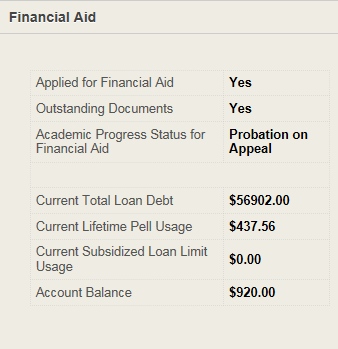 Financial Aid
Applied for Financial Aid Yes
Outstanding Documents Yes
Academic Progress Status for Probation on
Financial Aid Appeal
Current Total Loan Debt $56902.00
Current Lifetime Pell Usage $437.56
Current Subsidized Loan Limit
Usage $0.00
Account Balance $920.00